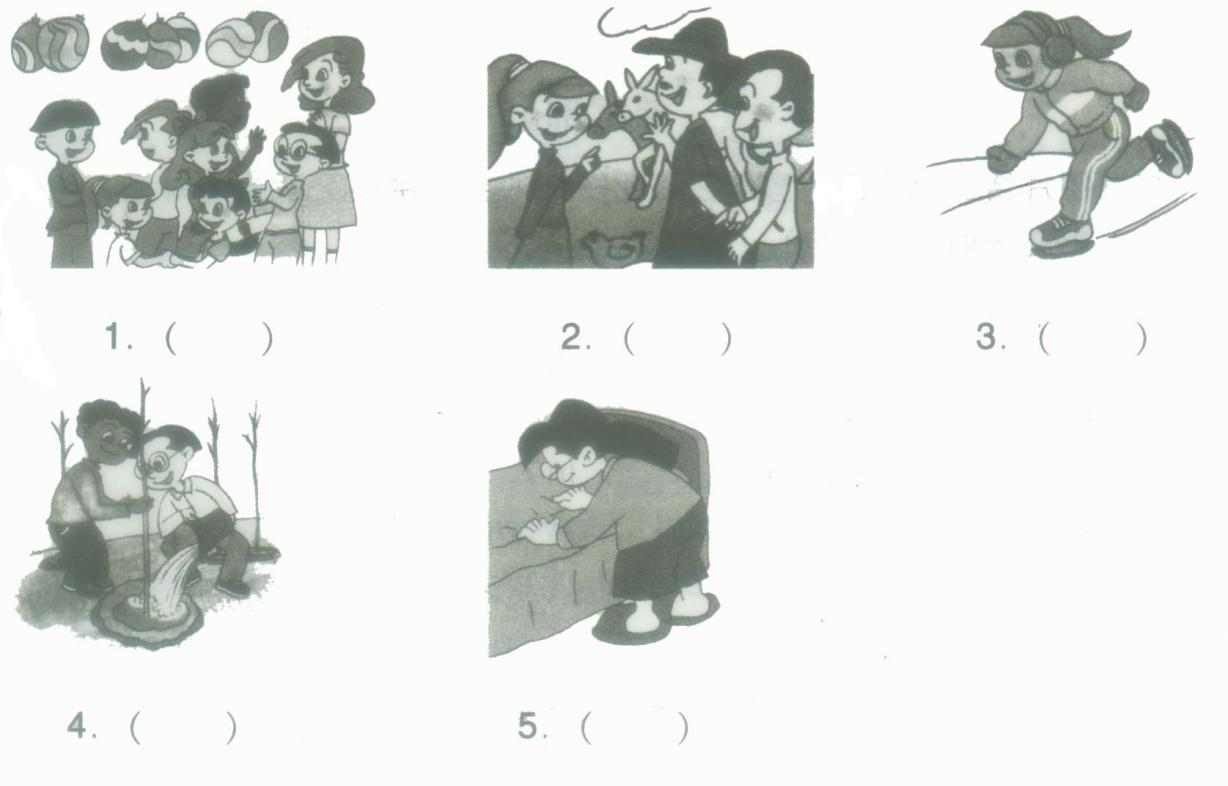 1. (      )
2. (      )
3. (      )
4. (      )
5. (      )